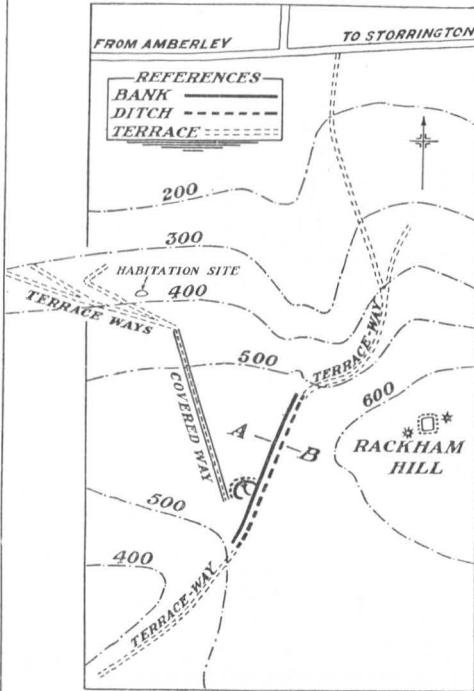 FROM AMBERLEY
TO STORRINGTON
REFERENCES
BANK
DITCH
TERRACE
200
300
HABITATION SITE
400
TERRACE WAYS
TERRACE-WAY
500
600
COVERED WAY
A
B
RACKHAM
HILL
500
400
TERRACE-WAY